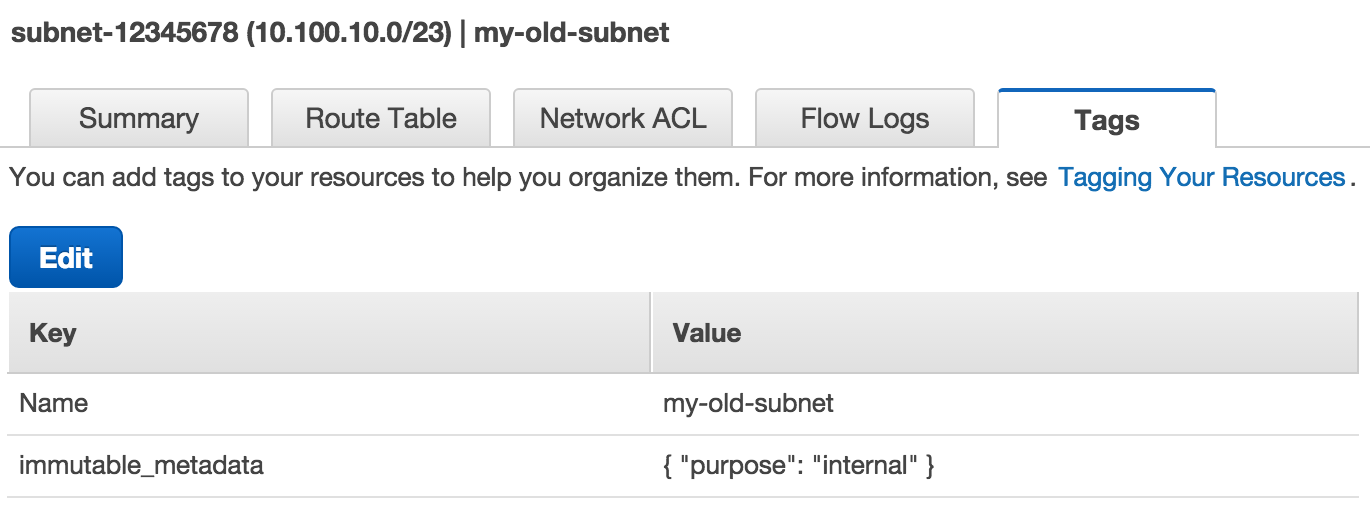 subnet-12345678 (10.100.10.0/23) | my-old-subnet
Summary Route Table Network ACL Flow Logs Tags
You can add tags to your resources to help you organize them. For more information, see Tagging Your Resources.
Edit
Key Value
Name my-old-subnet
immutable_metadata { "purpose": "internal" }